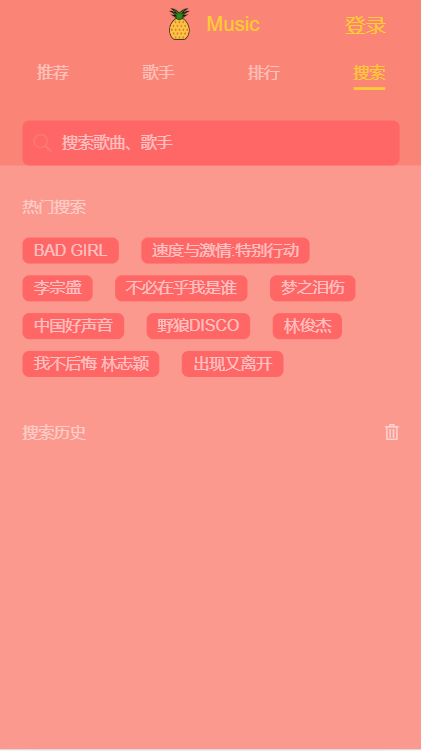 Music
登录
推荐 歌手 排行 搜索
搜索歌曲、歌手
热门搜索
BAD GIRL 速度与激情:特别行动
李宗盛 不必在乎我是谁 梦之泪伤
中国好声音 野狼DISCO 林俊杰
我不后悔 林志颖 出现又离开
搜索历史